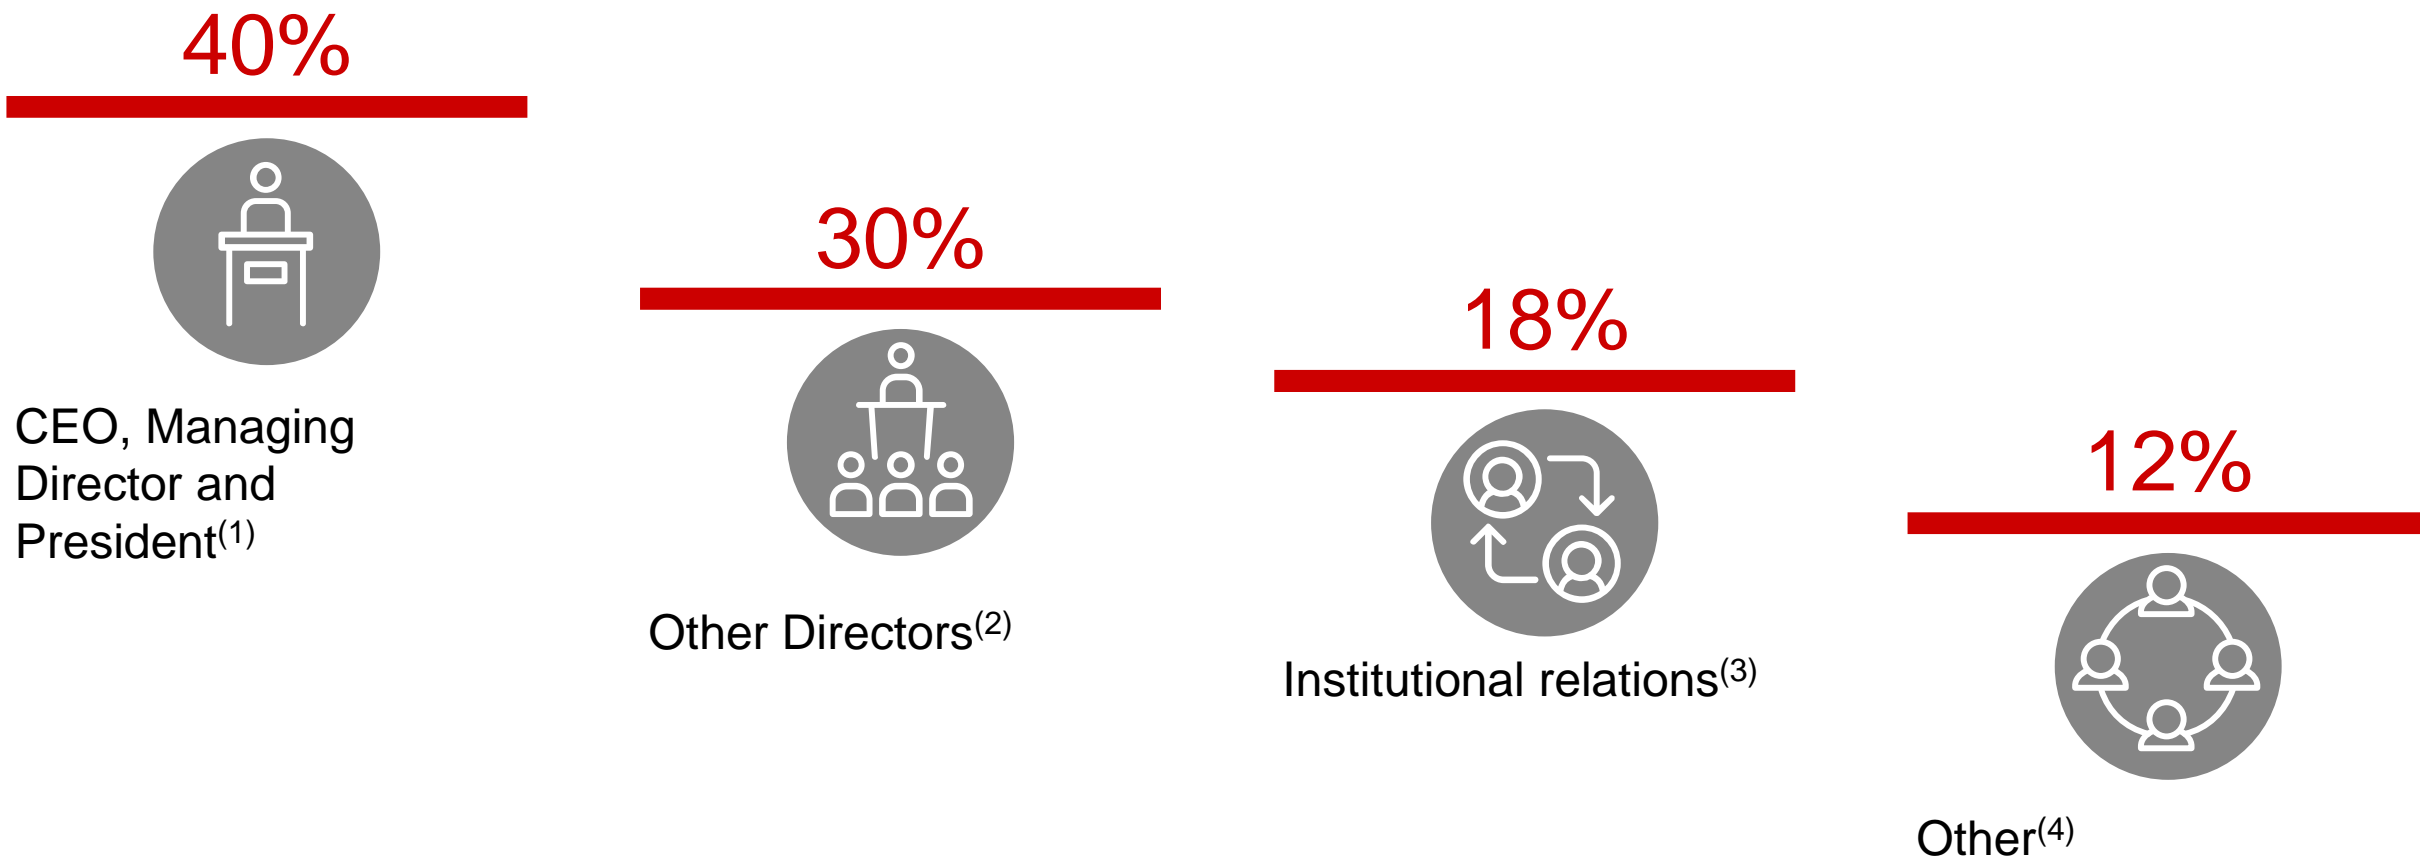 40%
CEO, Managing
Director and
President(1)
30%
Other Directors(2)
18%
Institutional relations(3)
12%
Other(4)